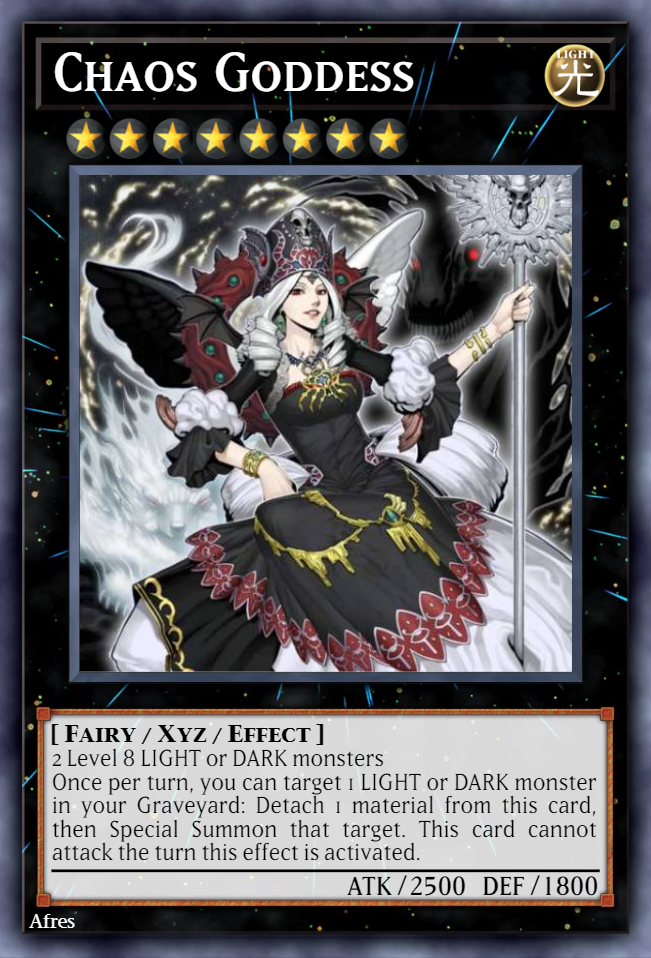 Chaos Goddess
LIGHT
光
[ Fairy / Xyz / Effect ]
2 Level 8 LIGHT or DARK monsters
Once per turn, you can target 1 LIGHT or DARK monster
in your Graveyard: Detach 1 material from this card,
then Special Summon that target. This card cannot
attack the turn this effect is activated.
ATK / 2500 DEF / 1800
Afres